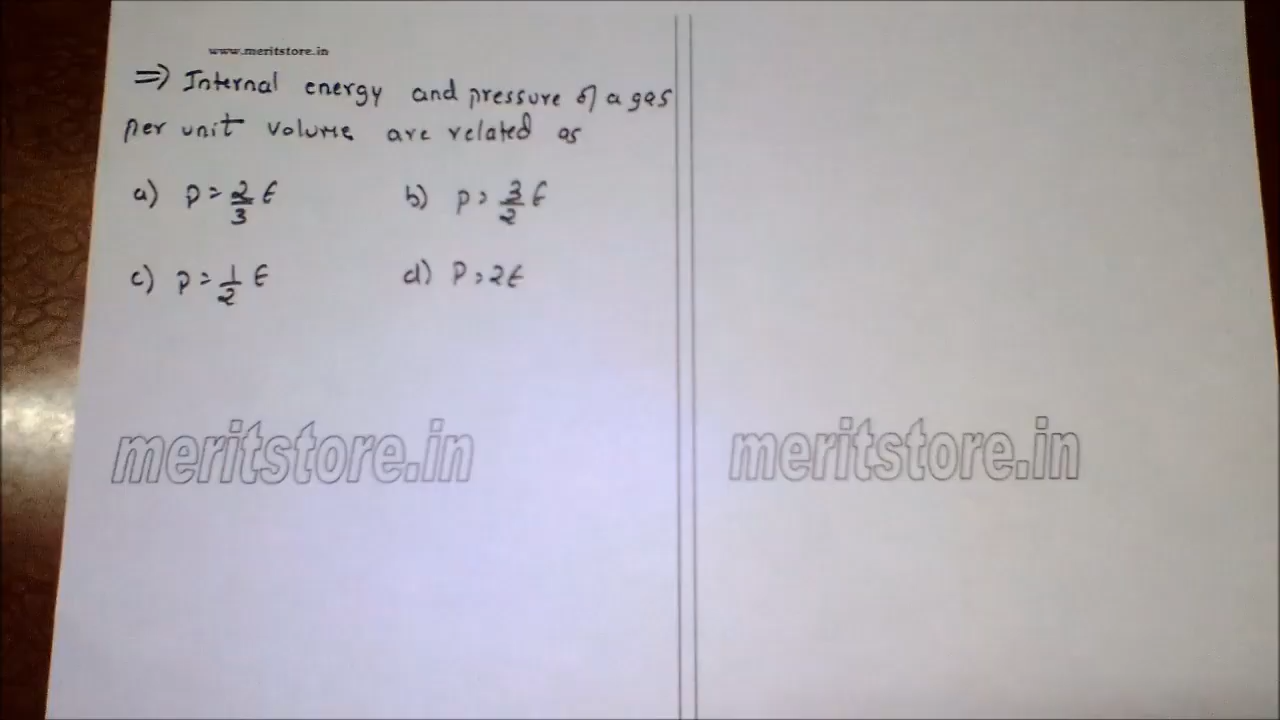 www.meritstore.in
=> Internal energy and pressure of a gas
per unit volume are related as
a) P = 2/3 E b) P = 3/2 E
c) P = 1/2 E d) P = 2E
meritstore.in meritstore.in